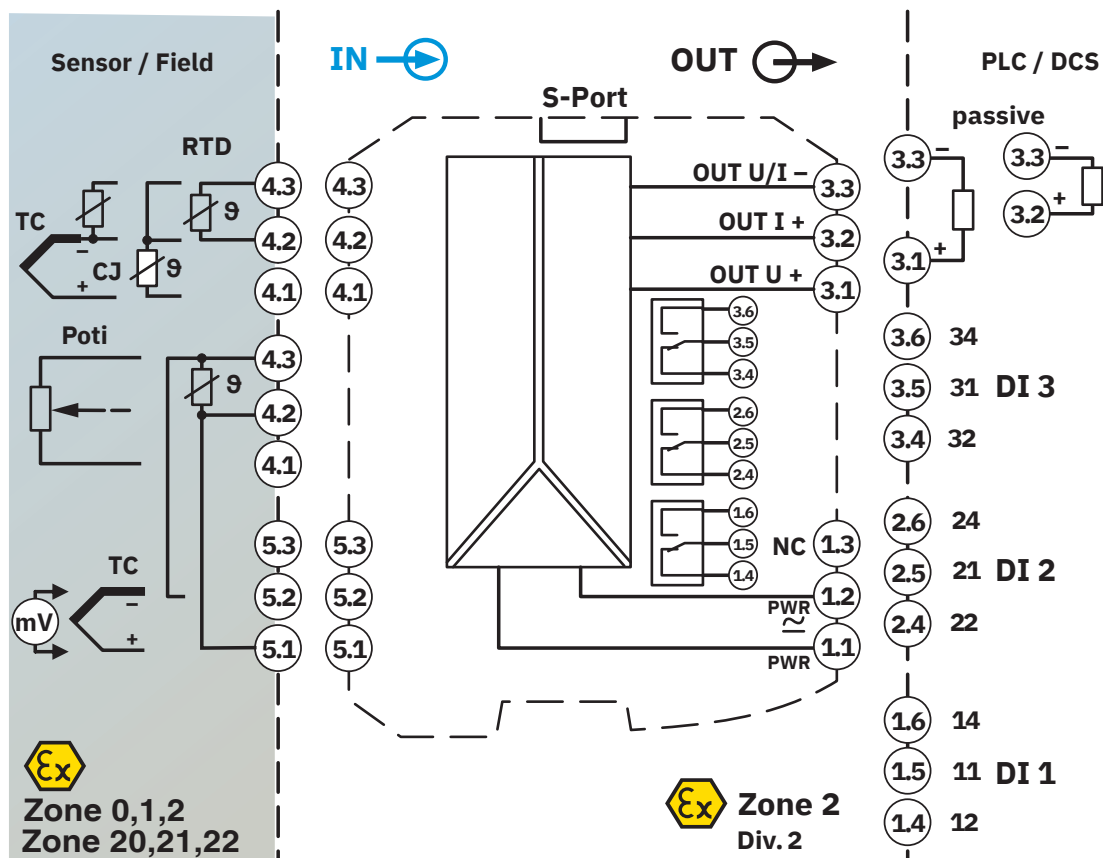 Sensor / Field
IN
OUT
PLC / DCS
S-Port
passive
RTD
TC
ϑ
−
+
CJ
ϑ
4.3
4.2
4.1
4.3
4.2
4.1
OUT U/I −
3.3
OUT I +
3.2
OUT U +
3.1
3.3 −
3.1 +
3.3 −
3.2 +
Poti
ϑ
4.3
4.2
4.1
3.6
3.5
3.4
2.6
2.5
2.4
1.6
1.5
1.4
3.6 34
3.5 31 DI 3
3.4 32
2.6 24
2.5 21 DI 2
2.4 22
1.6 14
1.5 11 DI 1
1.4 12
TC
mV
−
+
5.3
5.2
5.1
5.3
5.2
5.1
NC 1.3
1.2
PWR
≂
1.1
PWR
Ex
Zone 0,1,2
Zone 20,21,22
Ex
Zone 2
Div. 2